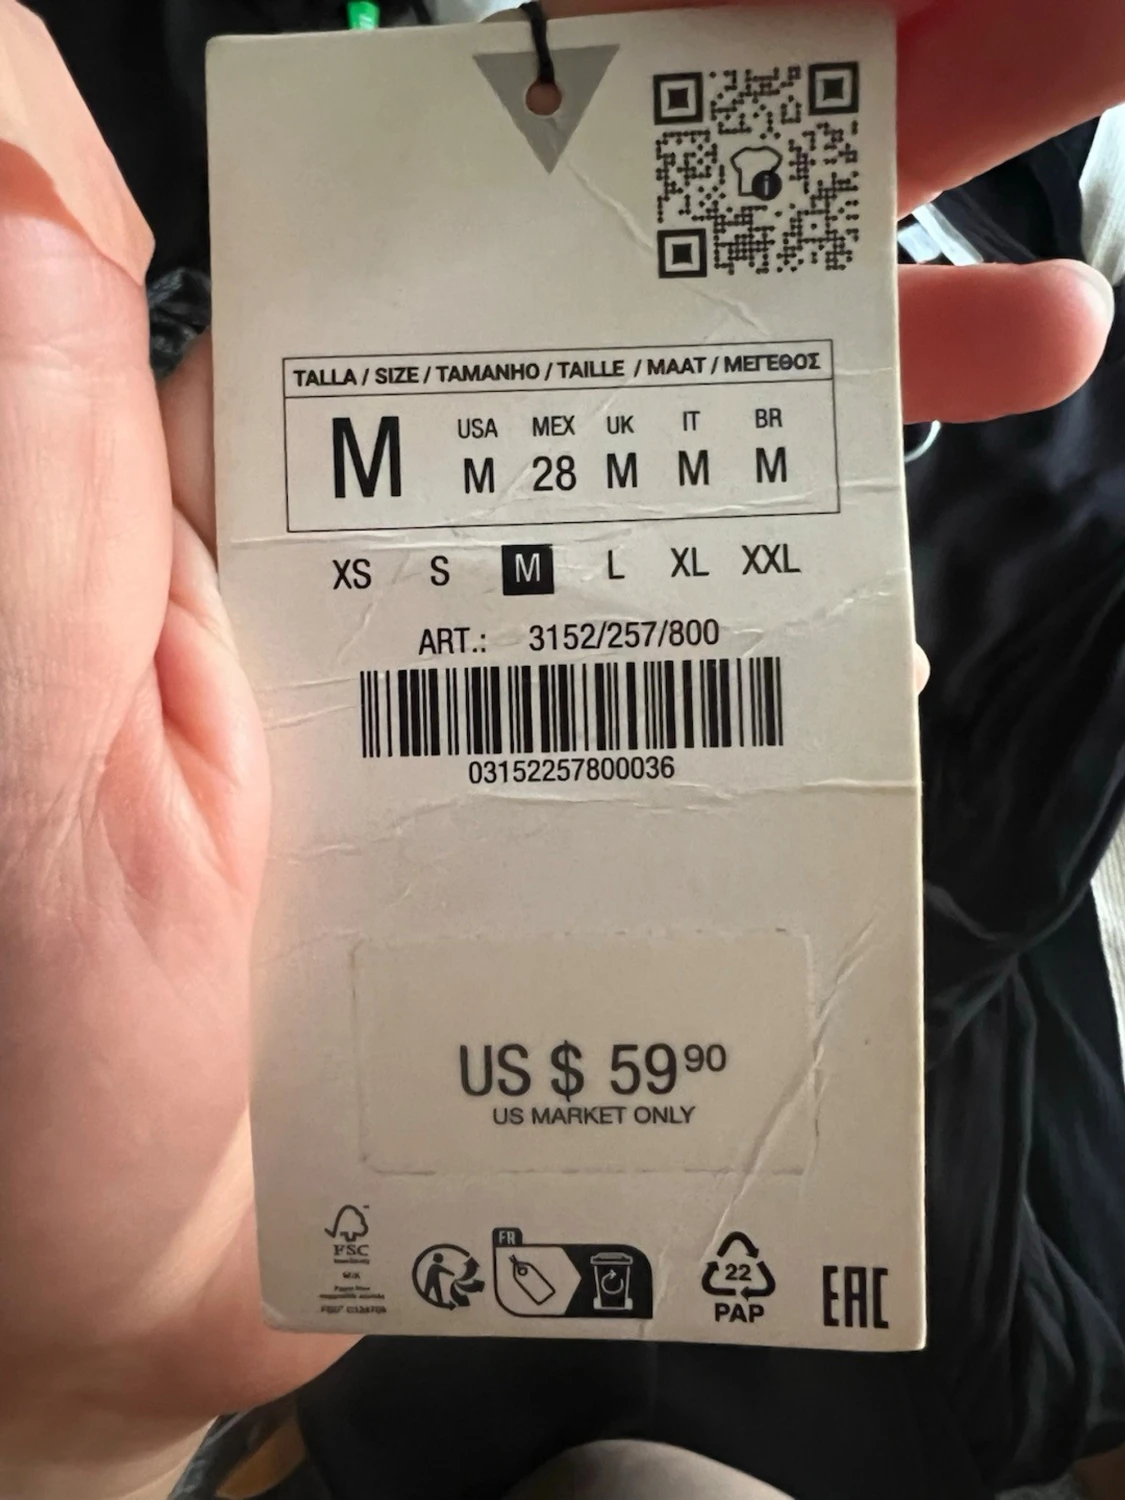 TALLA / SIZE / TAMANHO / TAILLE / MAAT / ΜΕΓΕΘΟΣ
M
USA MEX UK IT BR
M 28 M M M
XS S M L XL XXL
ART.: 3152/257/800
03152257800036
US $ 59⁹⁰
US MARKET ONLY
FSC
MIX
FR
22
PAP
EAC